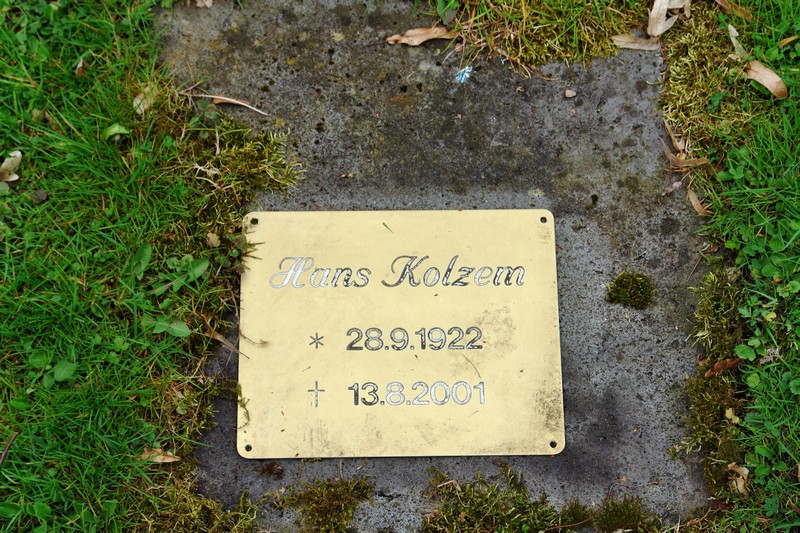 Hans Kolzem
* 28.9.1922
† 13.8.2001